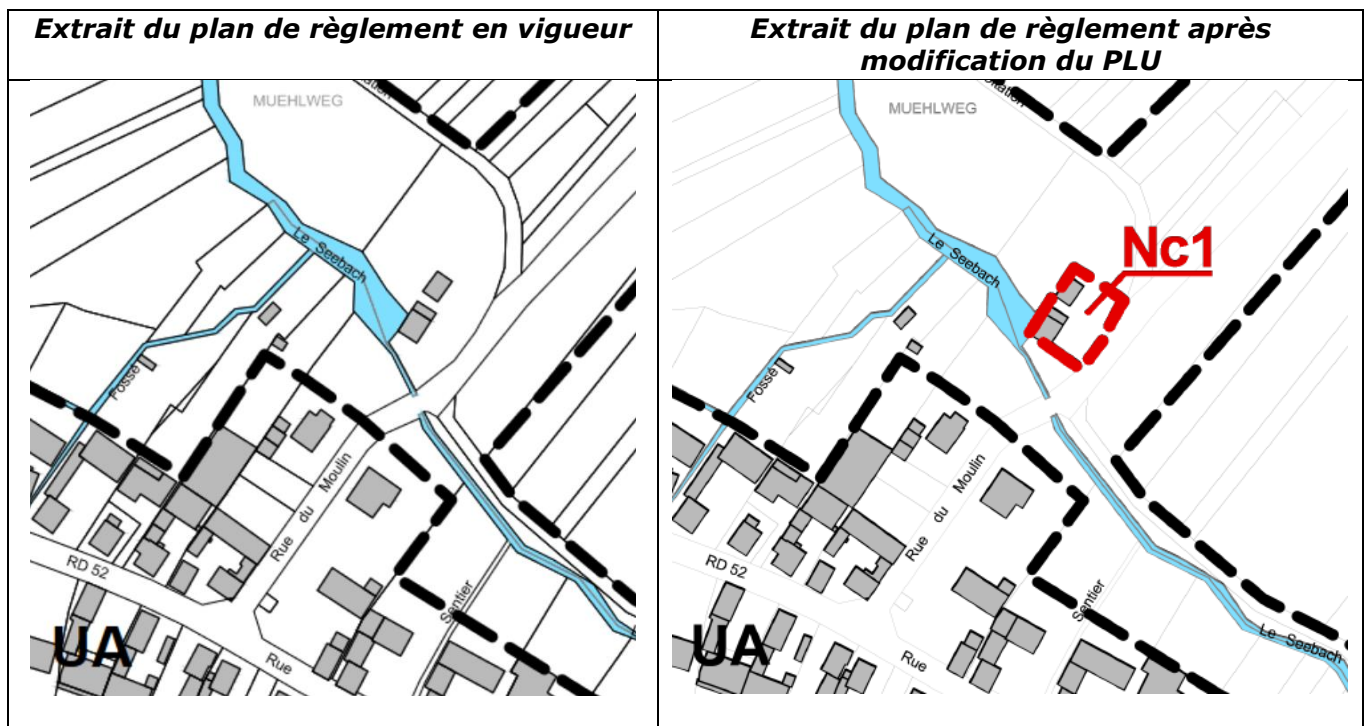 Extrait du plan de règlement en vigueur
Extrait du plan de règlement après
modification du PLU
MUEHLWEG
Le Seebach
Fossé
Rue du Moulin
RD 52
Rue
Sentier
UA
MUEHLWEG
Le Seebach
Nc1
Fossé
Rue du Moulin
RD 52
Rue
Sentier
Le Seebach
UA